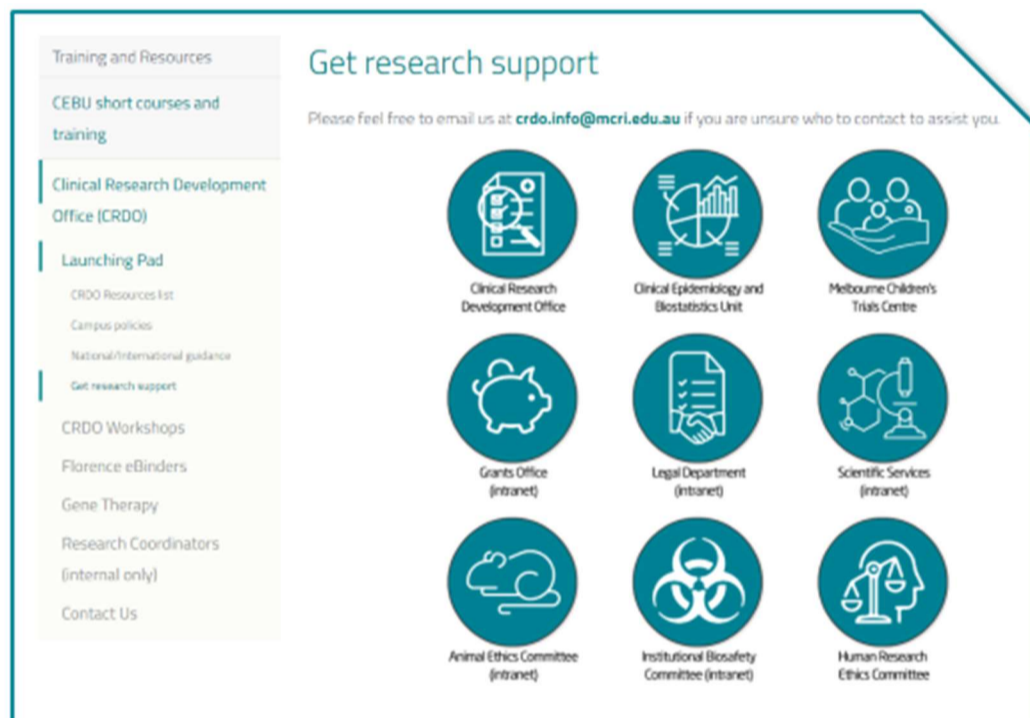 Training and Resources
CEBU short courses and
training
Clinical Research Development
Office (CRDO)
Launching Pad
CRDO Resources list
Campus policies
National/International guidance
Get research support
CRDO Workshops
Florence eBinders
Gene Therapy
Research Coordinators
(internal only)
Contact Us
Get research support
Please feel free to email us at crdo.info@mcri.edu.au if you are unsure who to contact to assist you.
Clinical Research
Development Office
Clinical Epidemiology and
Biostatistics Unit
Melbourne Children's
Trials Centre
Grants Office
(intranet)
Legal Department
(intranet)
Scientific Services
(intranet)
Animal Ethics Committee
(intranet)
Institutional Biosafety
Committee (intranet)
Human Research
Ethics Committee